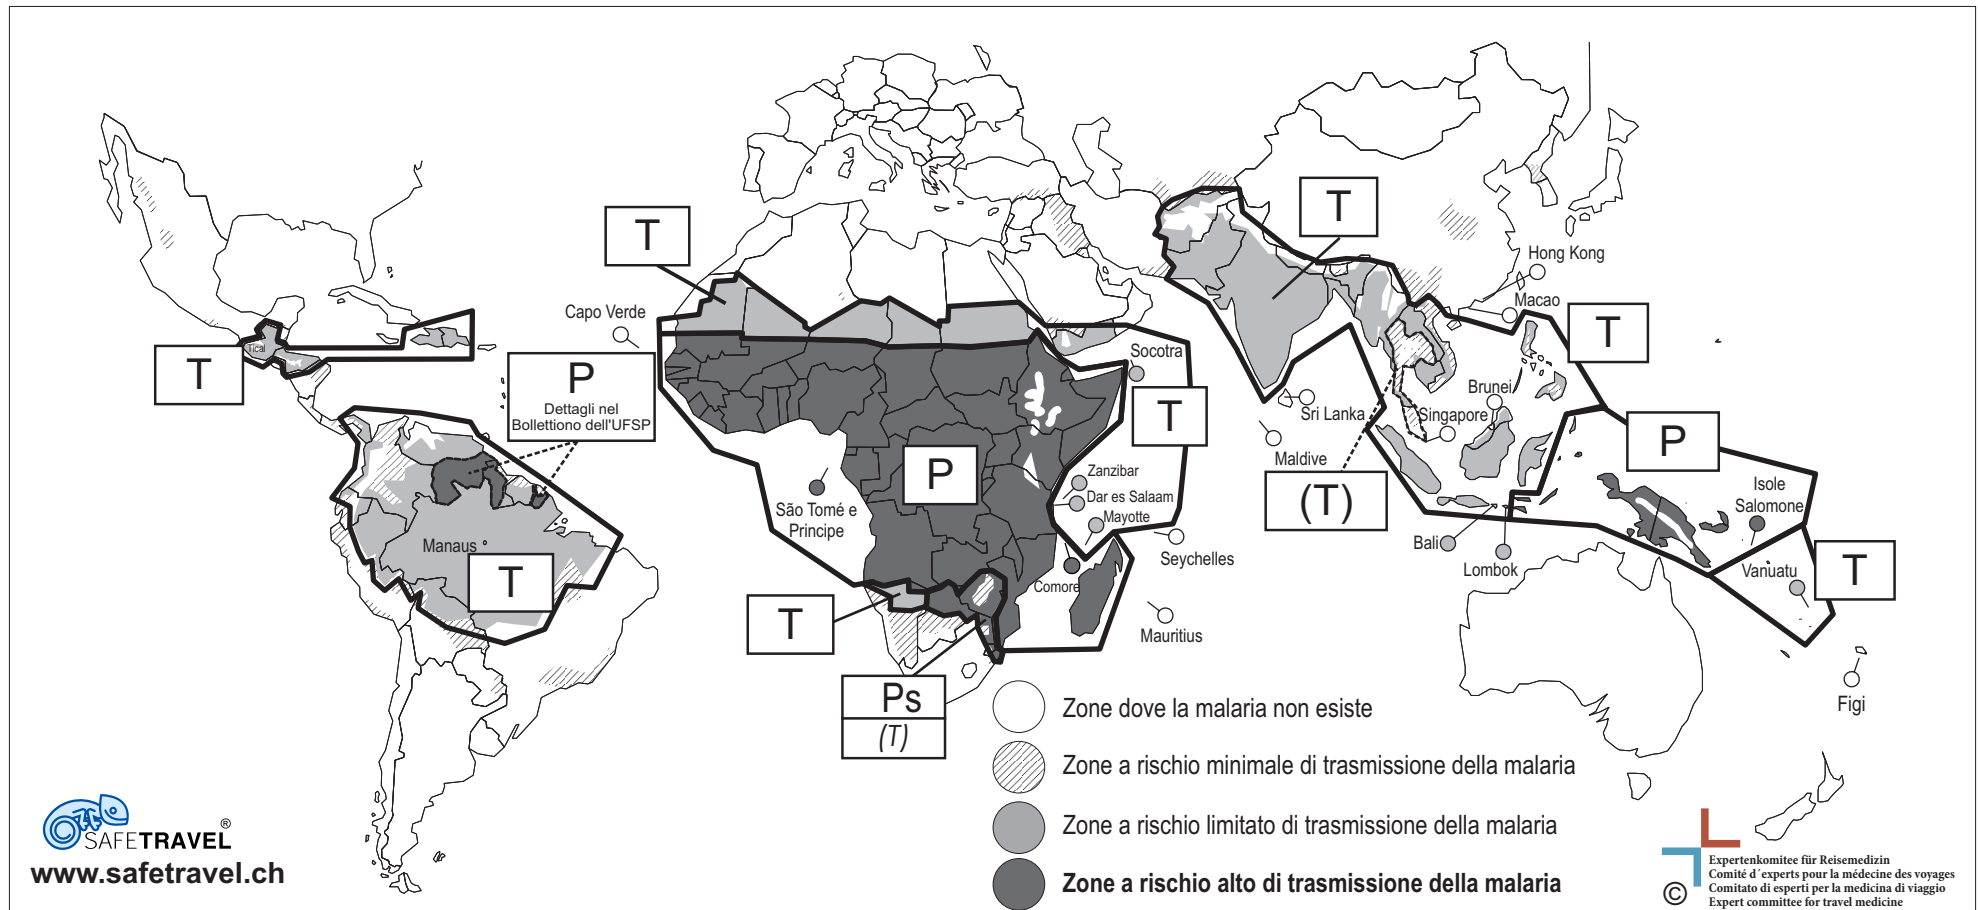 T
Hong Kong
Capo Verde
Macao
T
T
Tical
T
P
Dettagli nel
Bollettiono dell'UFSP
Socotra
T
Brunei
Sri Lanka
Singapore
Maldive
(T)
P
P
Zanzibar
Dar es Salaam
Mayotte
São Tomé e
Principe
Isole
Salomone
Manaus
T
Seychelles
Bali
Lombok
Comore
Vanuatu
T
T
Mauritius
Ps
(T)
Figi
Zone dove la malaria non esiste
Zone a rischio minimale di trasmissione della malaria
Zone a rischio limitato di trasmissione della malaria
Zone a rischio alto di trasmissione della malaria
SAFETRAVEL®
www.safetravel.ch
©
Expertenkomitee für Reisemedizin
Comité d´experts pour la médecine des voyages
Comitato di esperti per la medicina di viaggio
Expert committee for travel medicine